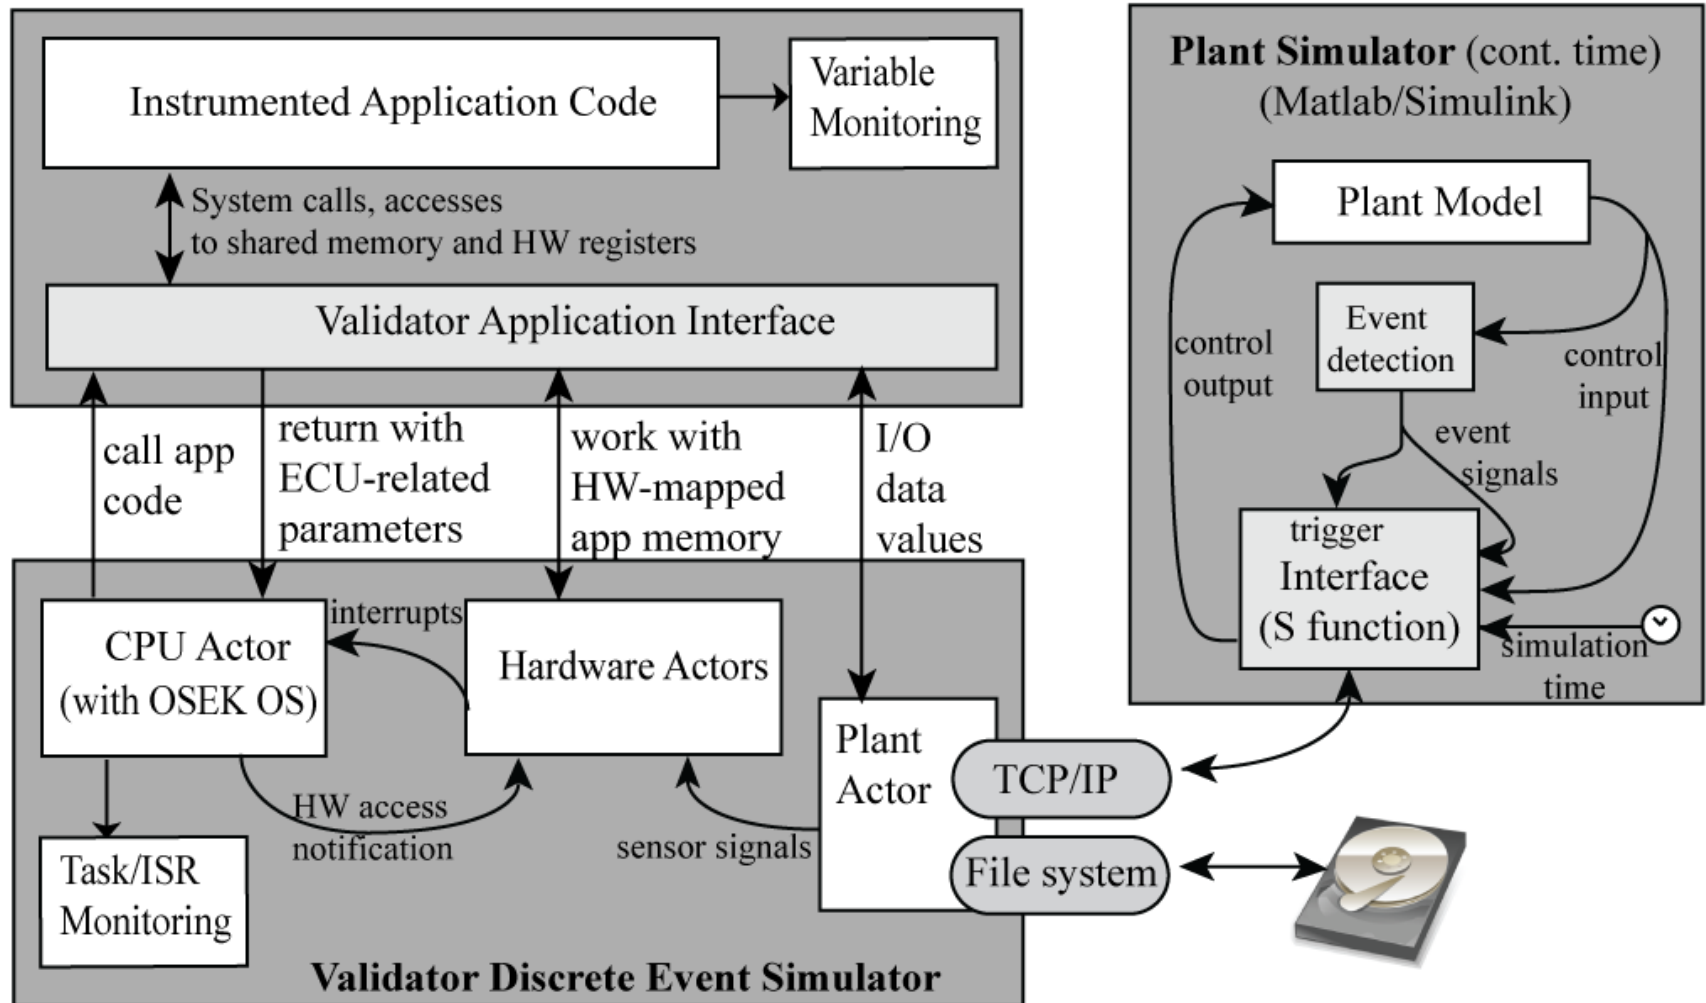 Instrumented Application Code
Variable
Monitoring
System calls, accesses
to shared memory and HW registers
Validator Application Interface
call app
code
return with
ECU-related
parameters
work with
HW-mapped
app memory
I/O
data
values
CPU Actor
(with OSEK OS)
interrupts
Hardware Actors
Plant
Actor
HW access
notification
sensor signals
Task/ISR
Monitoring
TCP/IP
File system
Validator Discrete Event Simulator
Plant Simulator (cont. time)
(Matlab/Simulink)
Plant Model
Event
detection
control
output
control
input
event
signals
trigger
Interface
(S function)
simulation
time